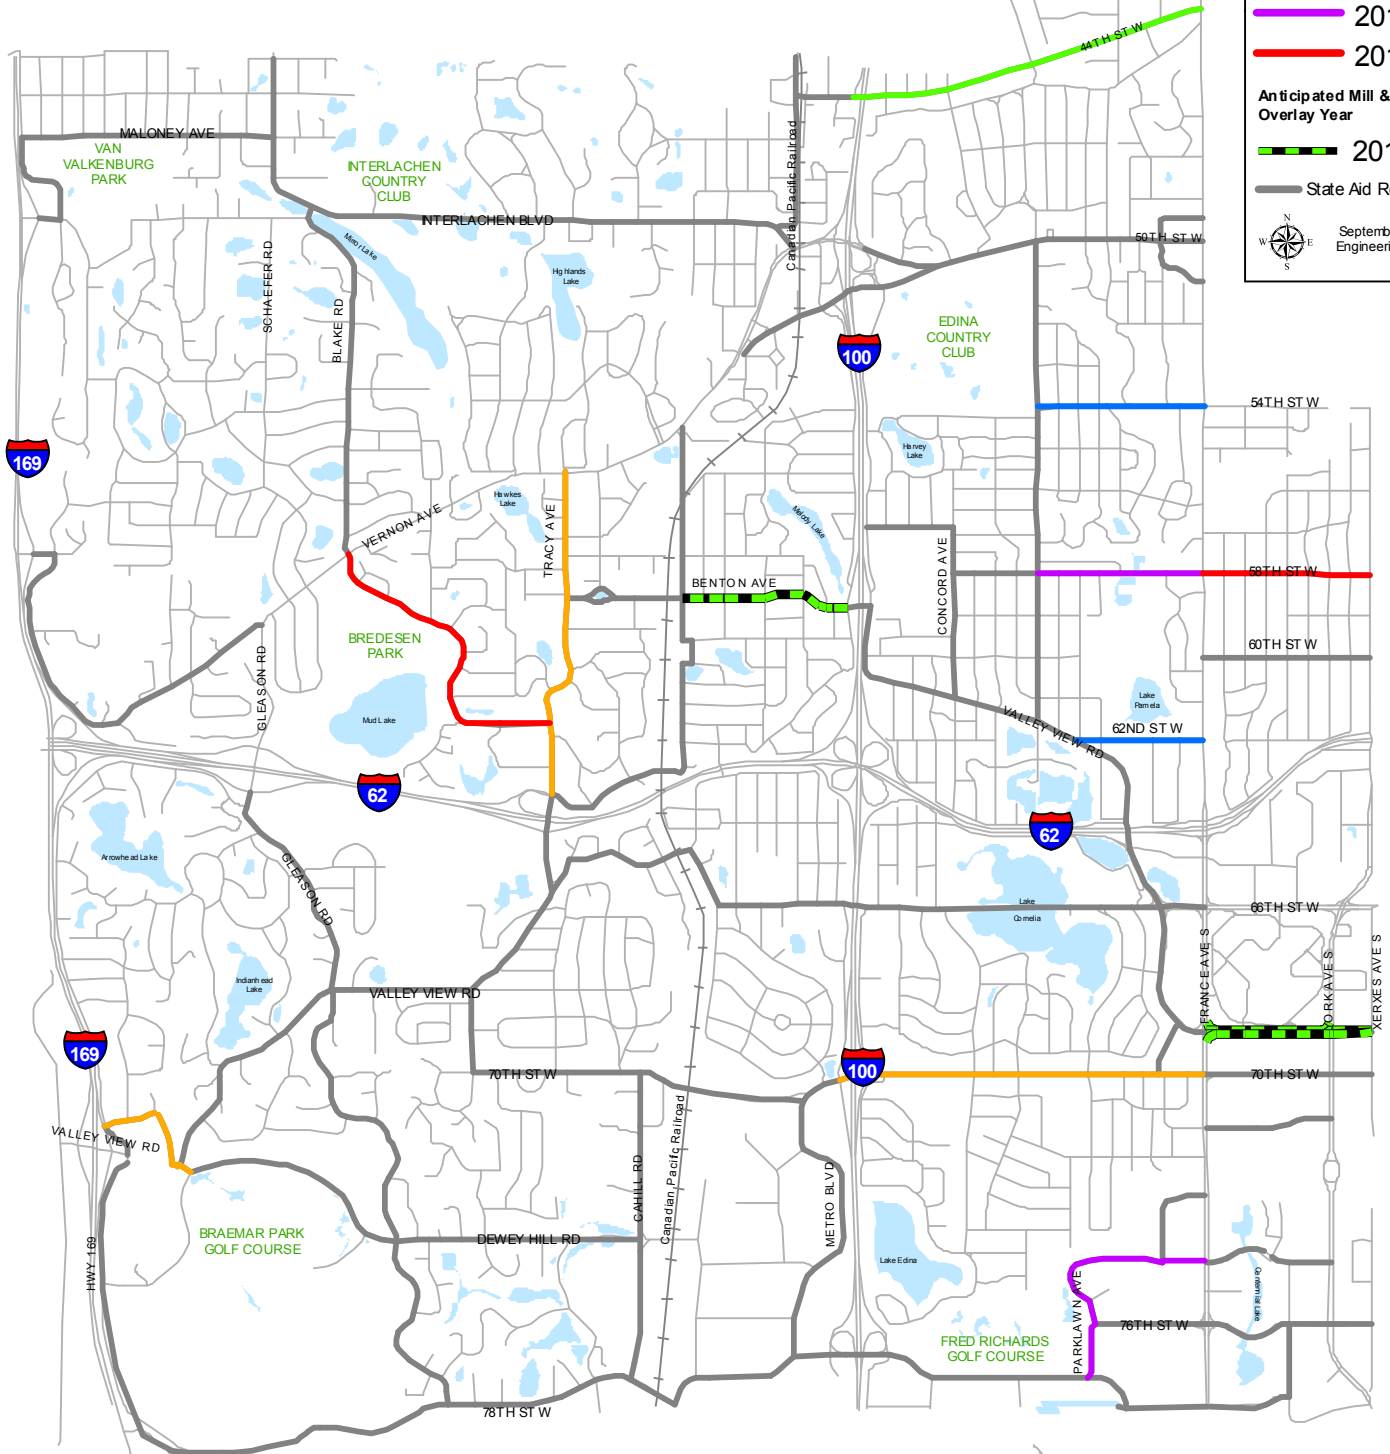 201
201
Anticipated Mill &
Overlay Year
201
State Aid R
N
W E
S
Septemb
Engineeri
44TH ST W
MALONEY AVE
VAN
VALKENBURG
PARK
INTERLACHEN
COUNTRY
CLUB
Canadian Pacific Railroad
INTERLACHEN BLVD
50TH ST W
Mirror Lake
SCHAEFER RD
Highlands
Lake
BLAKE RD
EDINA
COUNTRY
CLUB
100
54TH ST W
169
Harvey
Lake
Hawkes
Lake
VERNON AVE
TRACY AVE
Melody Lake
CONCORD AVE
BENTON AVE
58TH ST W
BREDESEN
PARK
60TH ST W
GLEASON RD
Mud Lake
Lake
Pamela
VALLEY VIEW RD
62ND ST W
62
62
Arrowhead Lake
GLEASON RD
Lake
Cornelia
66TH ST W
FRANCE AVE S
YORK AVE S
XERXES AVE S
Indianhead
Lake
VALLEY VIEW RD
169
100
70TH ST W
70TH ST W
VALLEY VIEW RD
CAHILL RD
Canadian Pacific Railroad
METRO BLVD
BRAEMAR PARK
GOLF COURSE
DEWEY HILL RD
HWY 169
Lake Edina
PARKLAWN AVE
Centennial Lake
76TH ST W
FRED RICHARDS
GOLF COURSE
78TH ST W